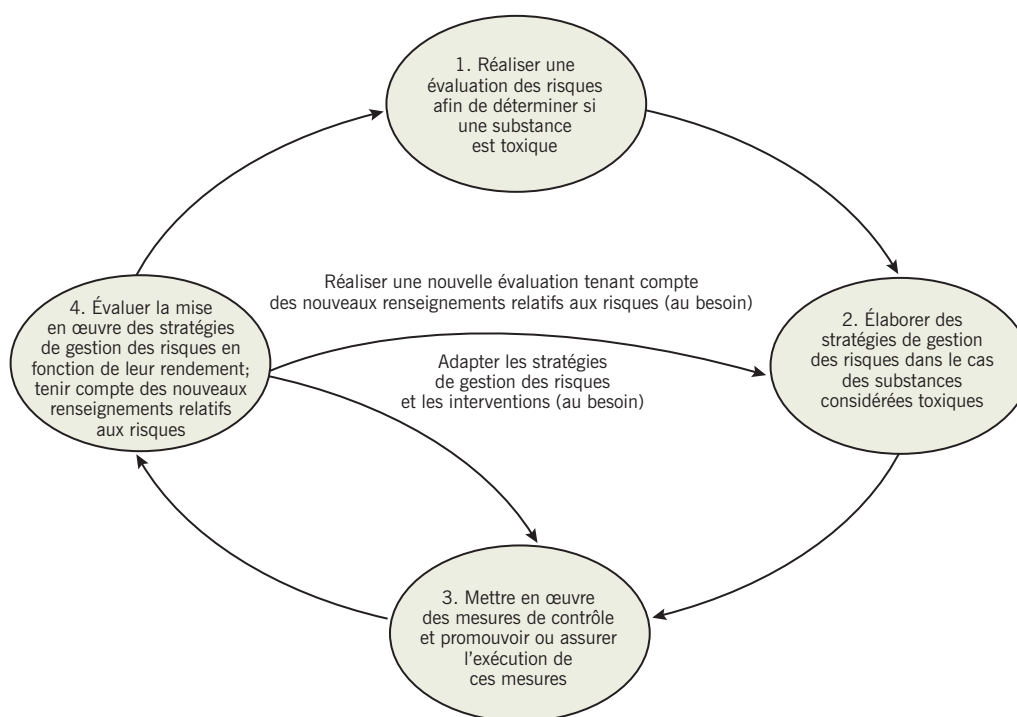 1. Réaliser une
évaluation des risques
afin de déterminer si
une substance
est toxique
Réaliser une nouvelle évaluation tenant compte
des nouveaux renseignements relatifs aux risques (au besoin)
4. Évaluer la mise
en œuvre des stratégies
de gestion des risques en
fonction de leur rendement;
tenir compte des nouveaux
renseignements relatifs
aux risques
2. Élaborer des
stratégies de gestion
des risques dans le cas
des substances
considérées toxiques
Adapter les stratégies
de gestion des risques
et les interventions (au besoin)
3. Mettre en œuvre
des mesures de contrôle
et promouvoir ou assurer
l’exécution de
ces mesures